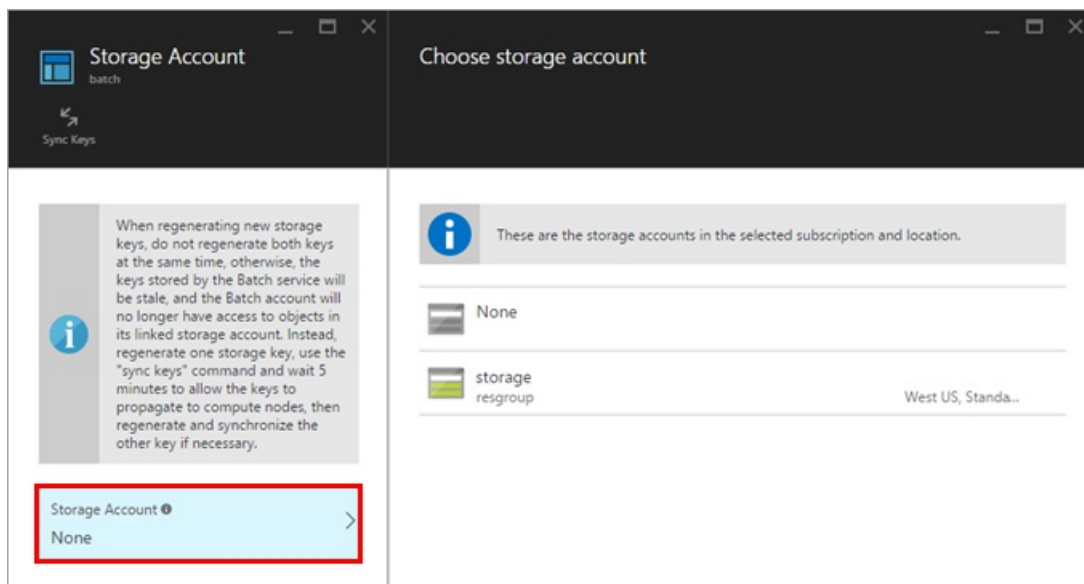 Storage Account
batch
Sync Keys
When regenerating new storage
keys, do not regenerate both keys
at the same time, otherwise, the
keys stored by the Batch service will
be stale, and the Batch account will
no longer have access to objects in
its linked storage account. Instead,
regenerate one storage key, use the
"sync keys" command and wait 5
minutes to allow the keys to
propagate to compute nodes, then
regenerate and synchronize the
other key if necessary.
Storage Account
None
Choose storage account
These are the storage accounts in the selected subscription and location.
None
storage
resgroup
West US, Standa...